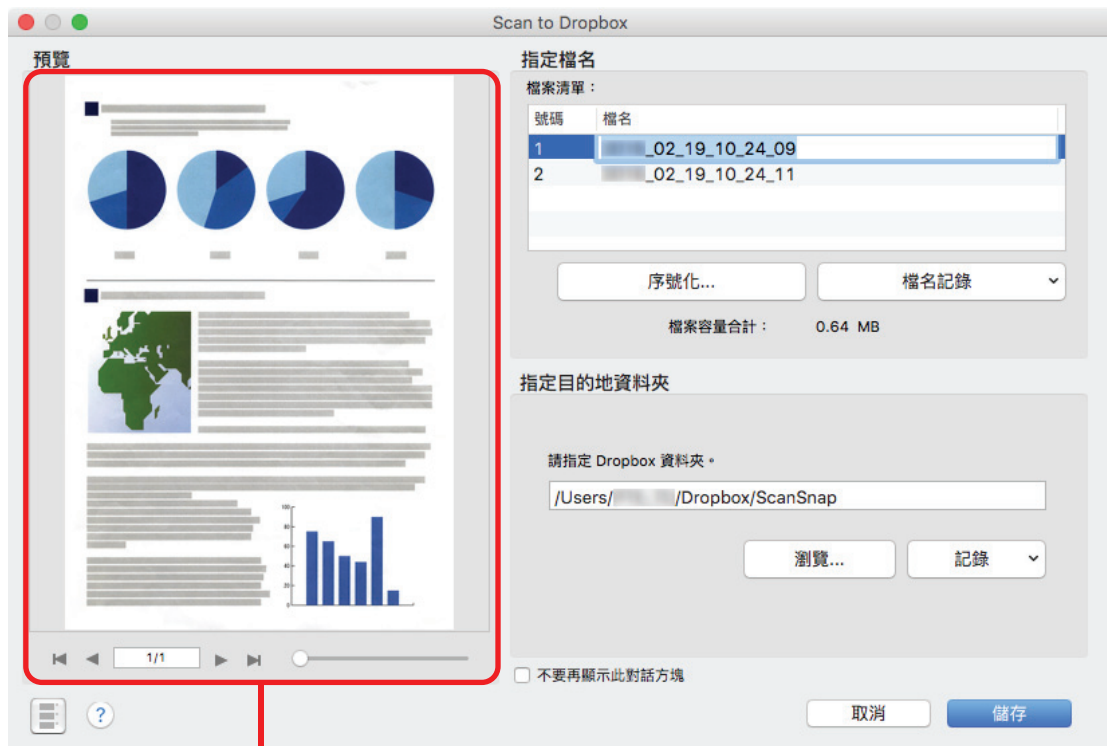 Scan to Dropbox
預覽
1/1
指定檔名
檔案清單：
號碼 檔名
1 _02_19_10_24_09
2 _02_19_10_24_11
序號化...
檔名記錄
檔案容量合計： 0.64 MB
指定目的地資料夾
請指定 Dropbox 資料夾。
/Users/ /Dropbox/ScanSnap
瀏覽...
記錄
不要再顯示此對話方塊
?
取消
儲存